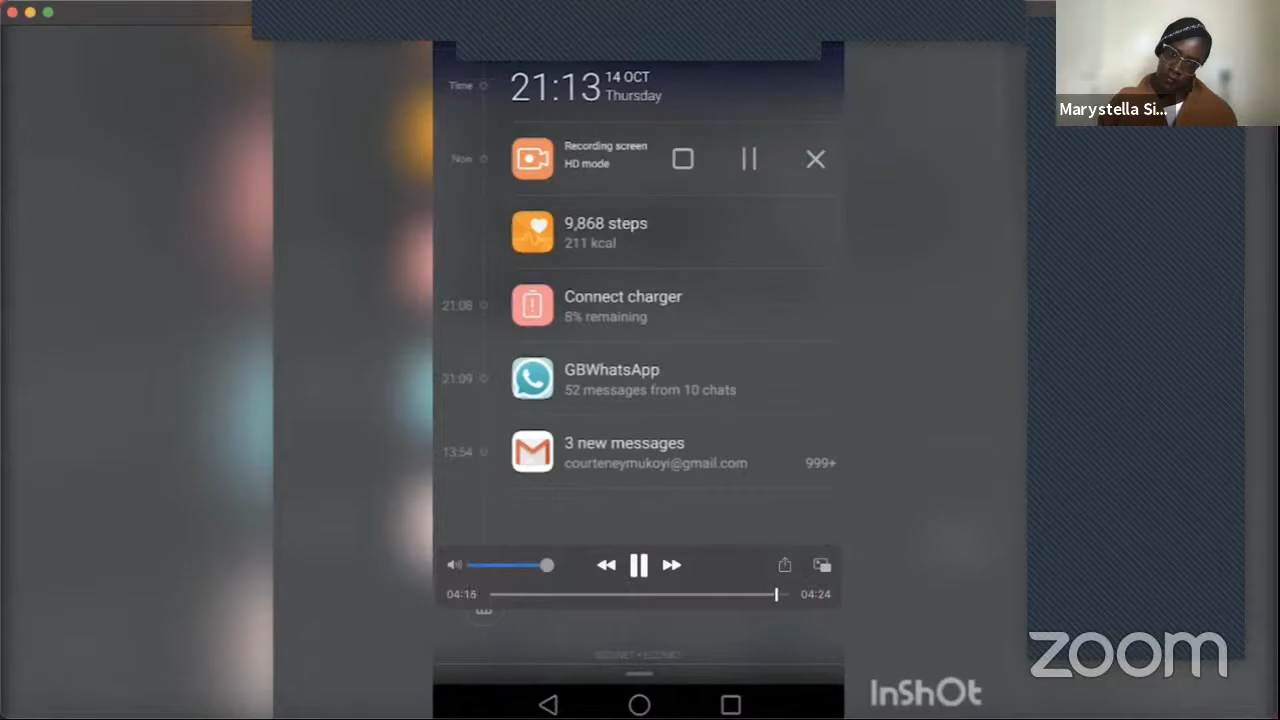 Time
21:13
14 OCT
Thursday
Now
Recording screen
HD mode
9,868 steps
211 kcal
21:08
Connect charger
8% remaining
21:09
GBWhatsApp
52 messages from 10 chats
13:54
3 new messages
courteneymukoyi@gmail.com
999+
04:16
04:24
Marystella Si...
InShOt
zoom